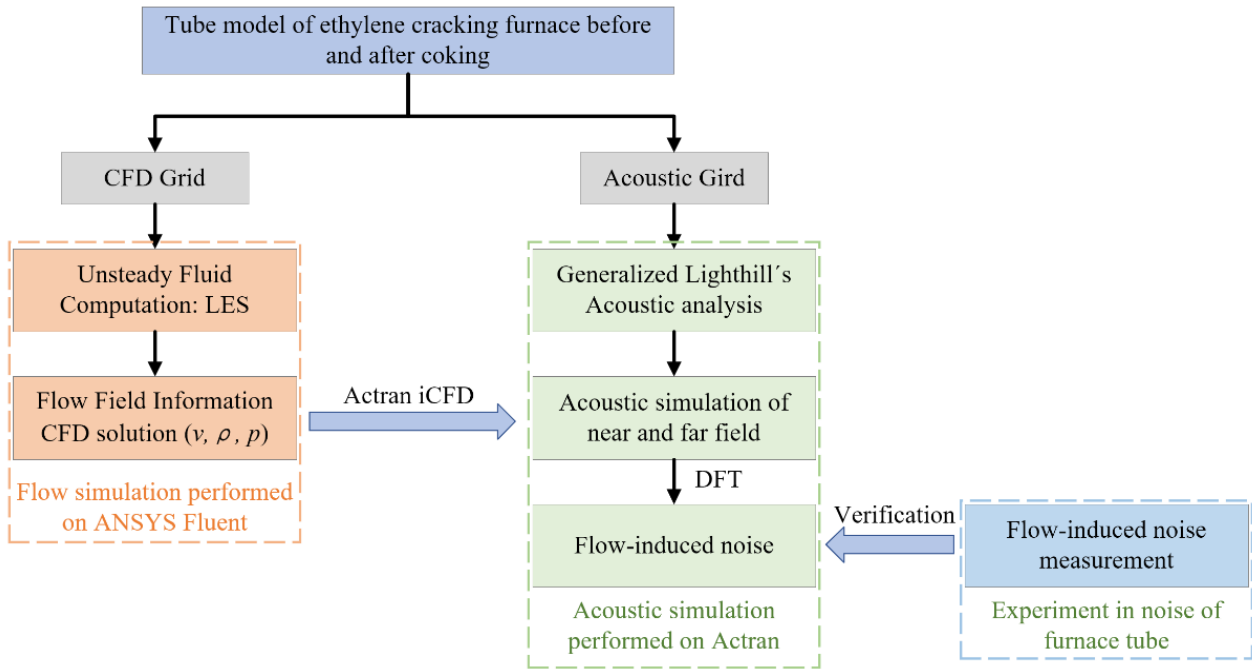 Tube model of ethylene cracking furnace before
and after coking
CFD Grid
Acoustic Gird
Unsteady Fluid
Computation: LES
Generalized Lighthill´s
Acoustic analysis
Flow Field Information
CFD solution (v, ρ, p)
Actran iCFD
Acoustic simulation of
near and far field
Flow simulation performed
on ANSYS Fluent
DFT
Flow-induced noise
Verification
Flow-induced noise
measurement
Acoustic simulation
performed on Actran
Experiment in noise of
furnace tube